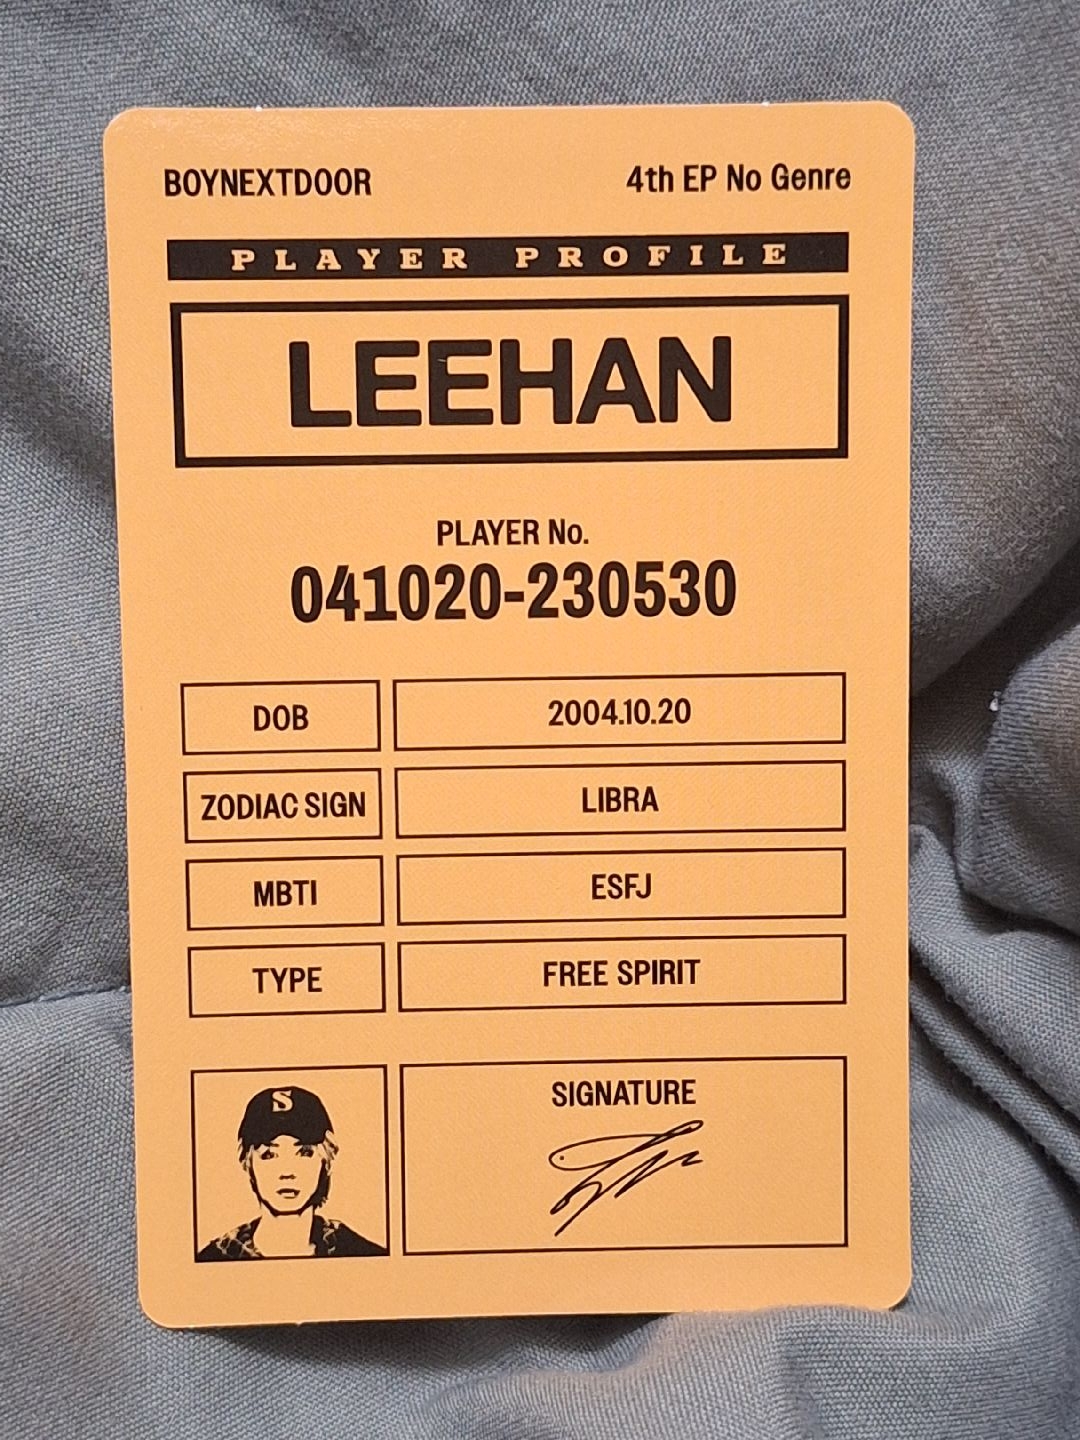 BOYNEXTDOOR 4th EP No Genre
PLAYER PROFILE
LEEHAN
PLAYER No.
041020-230530
DOB 2004.10.20
ZODIAC SIGN LIBRA
MBTI ESFJ
TYPE FREE SPIRIT
S
SIGNATURE